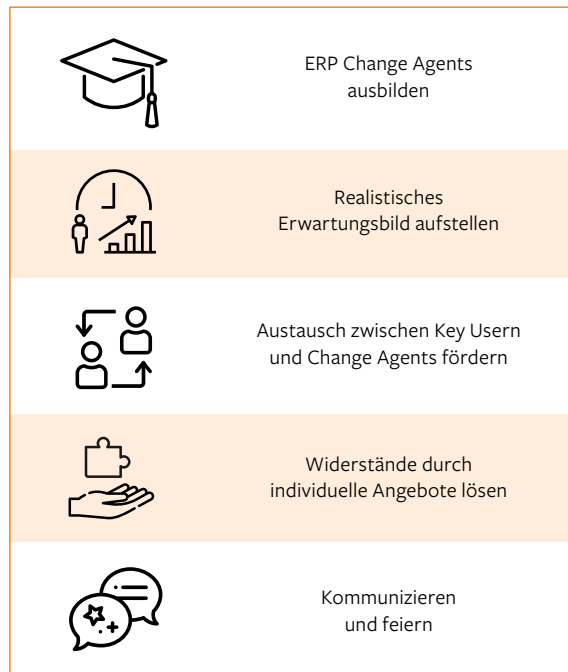 ERP Change Agents
ausbilden
Realistisches
Erwartungsbild aufstellen
Austausch zwischen Key Usern
und Change Agents fördern
Widerstände durch
individuelle Angebote lösen
Kommunizieren
und feiern